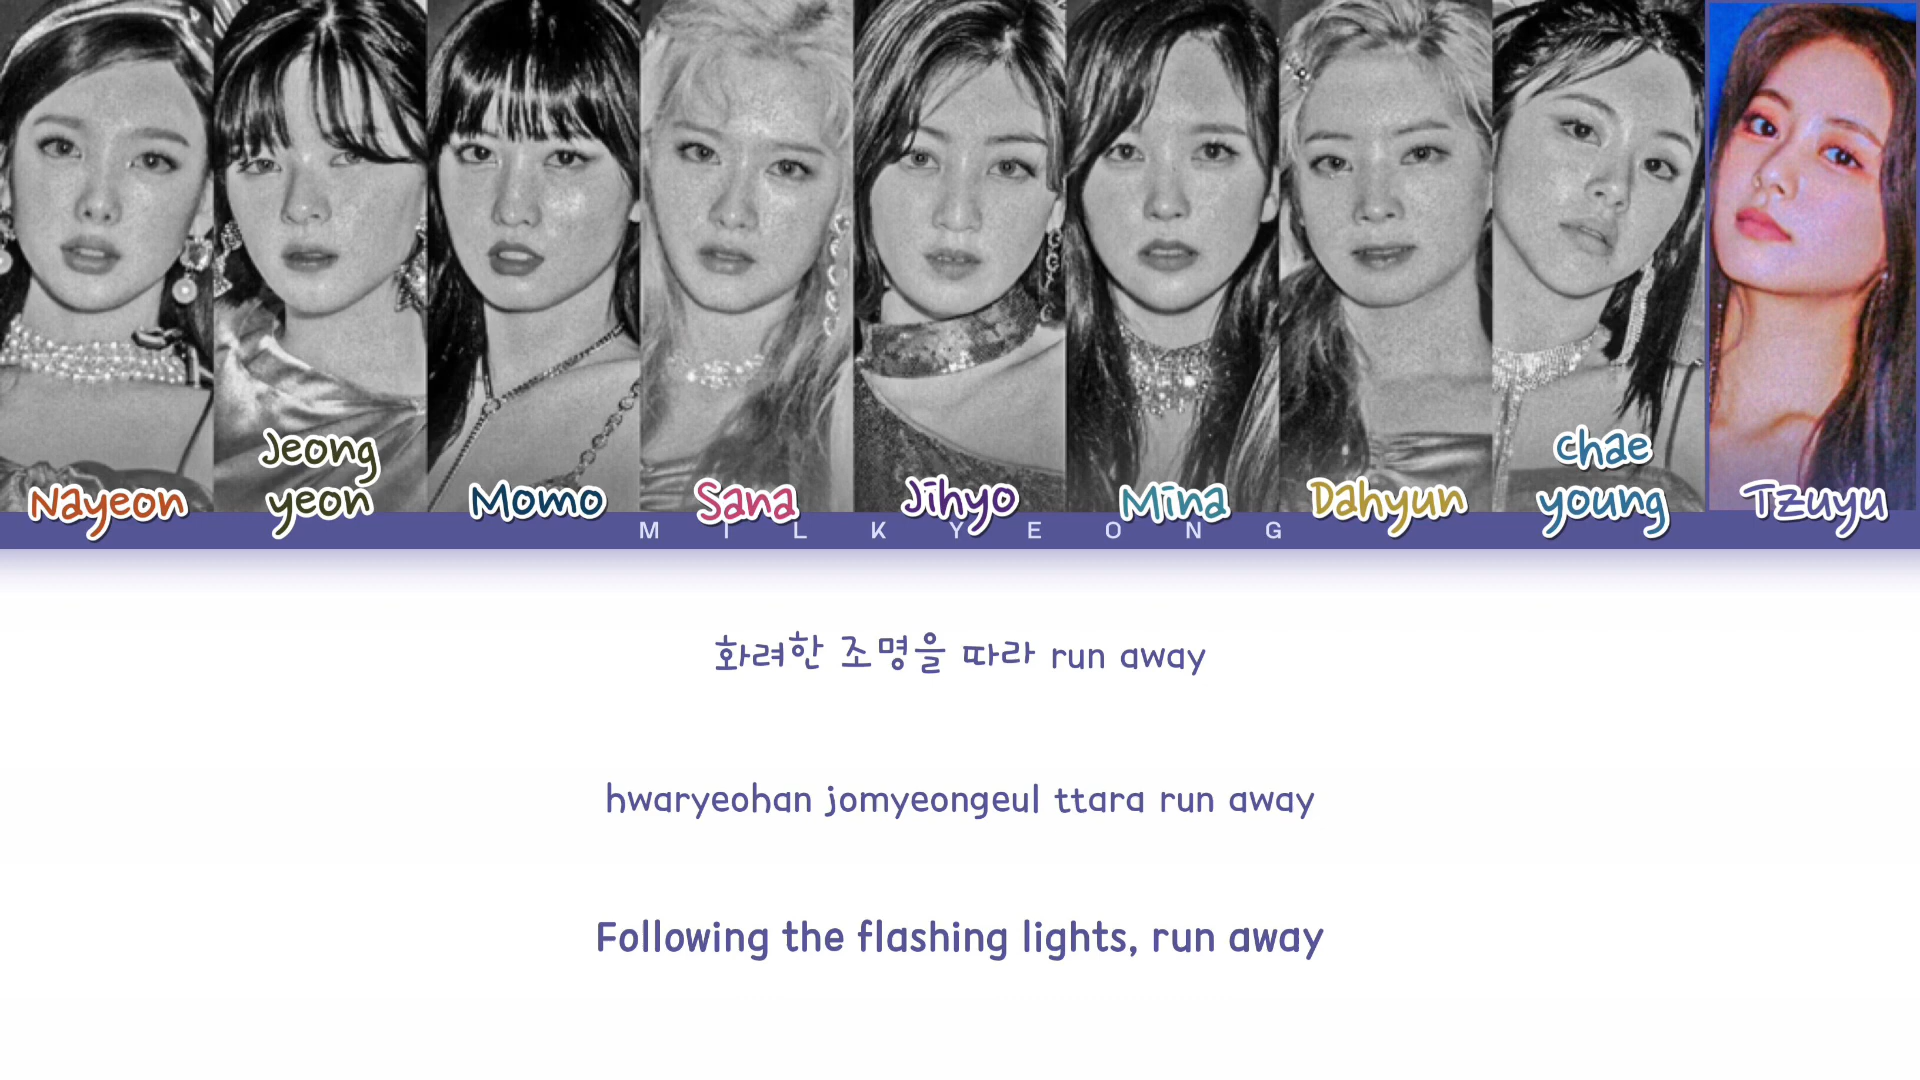 Nayeon
Jeong
yeon
Momo
Sana
Jihyo
Mina
Dahyun
chae
young
Tzuyu
MILKYEONG
화려한 조명을 따라 run away
hwaryeohan jomyeongeul ttara run away
Following the flashing lights, run away